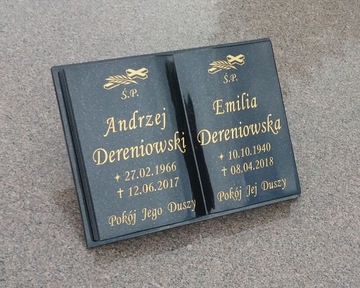 Ś.P.
Andrzej
Dereniowski
+ 27.02.1966
† 12.06.2017
Pokój Jego Duszy
Ś.P.
Emilia
Dereniowska
+ 10.10.1940
† 08.04.2018
Pokój Jej Duszy